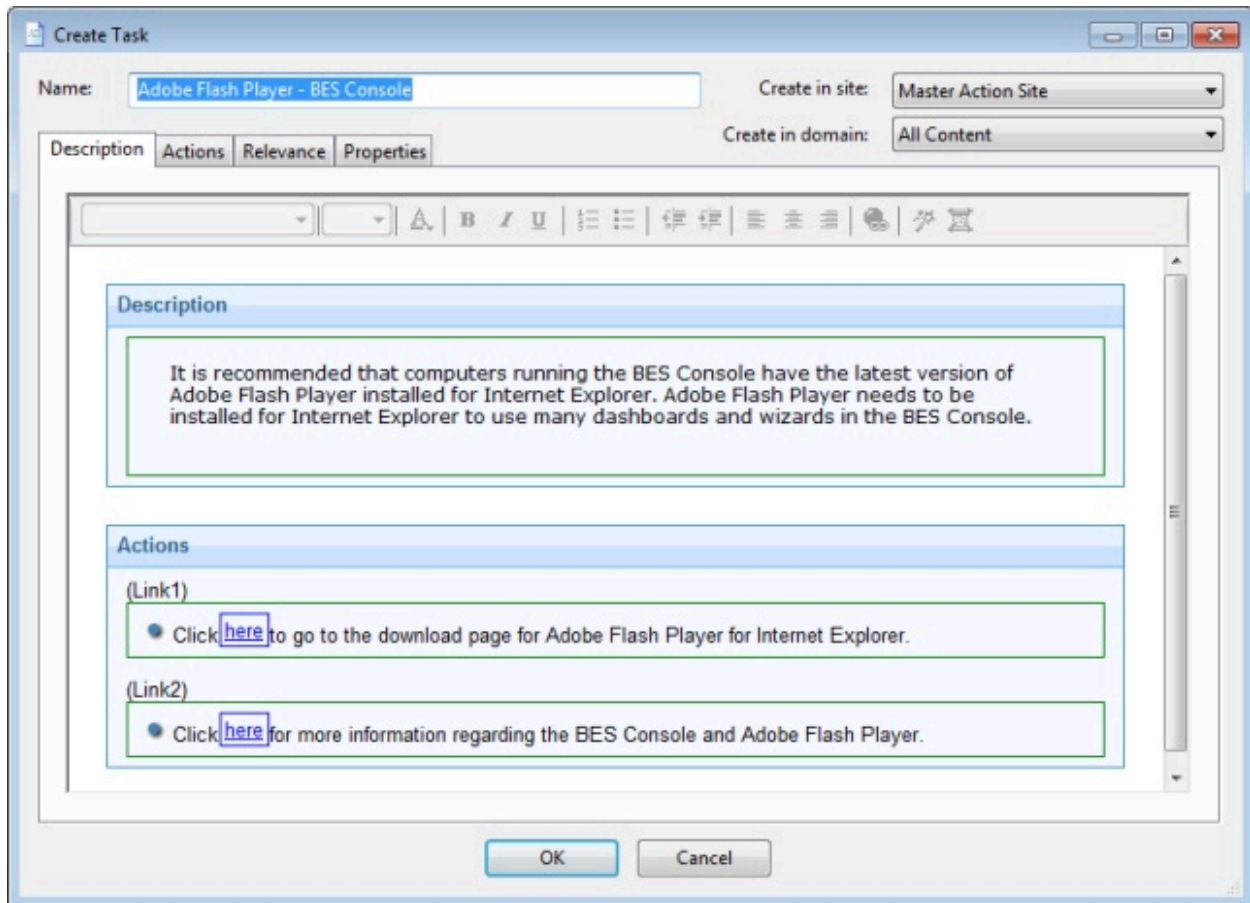 Create Task
Name:
Adobe Flash Player - BES Console
Create in site:
Master Action Site
Create in domain:
All Content
Description
Actions
Relevance
Properties
B I U
Description
It is recommended that computers running the BES Console have the latest version of
Adobe Flash Player installed for Internet Explorer. Adobe Flash Player needs to be
installed for Internet Explorer to use many dashboards and wizards in the BES Console.
Actions
(Link1)
Click here to go to the download page for Adobe Flash Player for Internet Explorer.
(Link2)
Click here for more information regarding the BES Console and Adobe Flash Player.
OK
Cancel